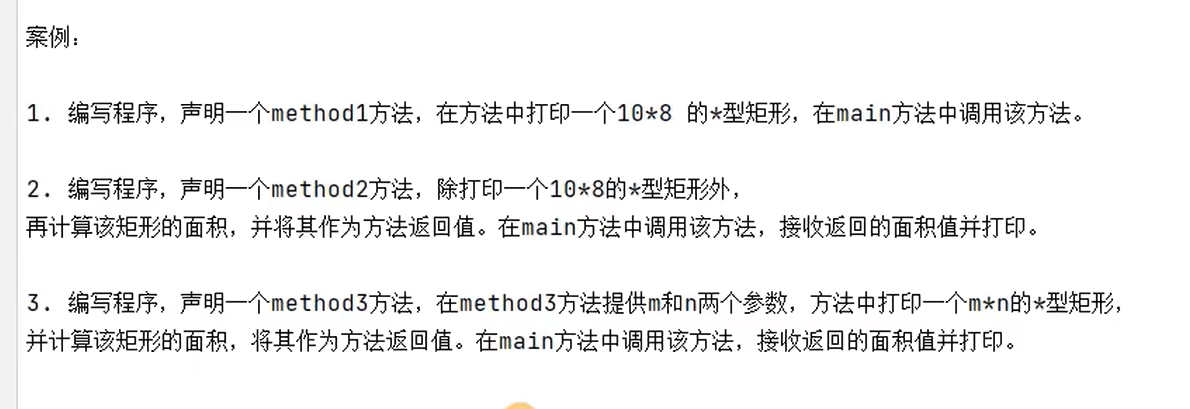 案例：
1. 编写程序，声明一个method1方法，在方法中打印一个10*8 的*型矩形，在main方法中调用该方法。
2. 编写程序，声明一个method2方法，除打印一个10*8的*型矩形外，
再计算该矩形的面积，并将其作为方法返回值。在main方法中调用该方法，接收返回的面积值并打印。
3. 编写程序，声明一个method3方法，在method3方法提供m和n两个参数，方法中打印一个m*n的*型矩形，
并计算该矩形的面积，将其作为方法返回值。在main方法中调用该方法，接收返回的面积值并打印。